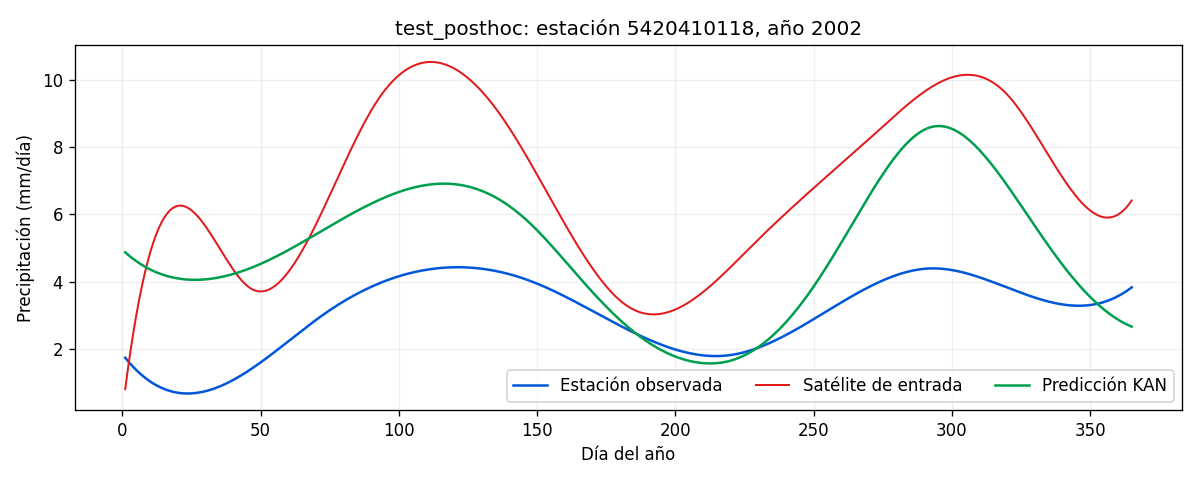 test_posthoc: estación 5420410118, año 2002
Precipitación (mm/día)
10
8
6
4
2
0 50 100 150 200 250 300 350
Día del año
Estación observada Satélite de entrada Predicción KAN